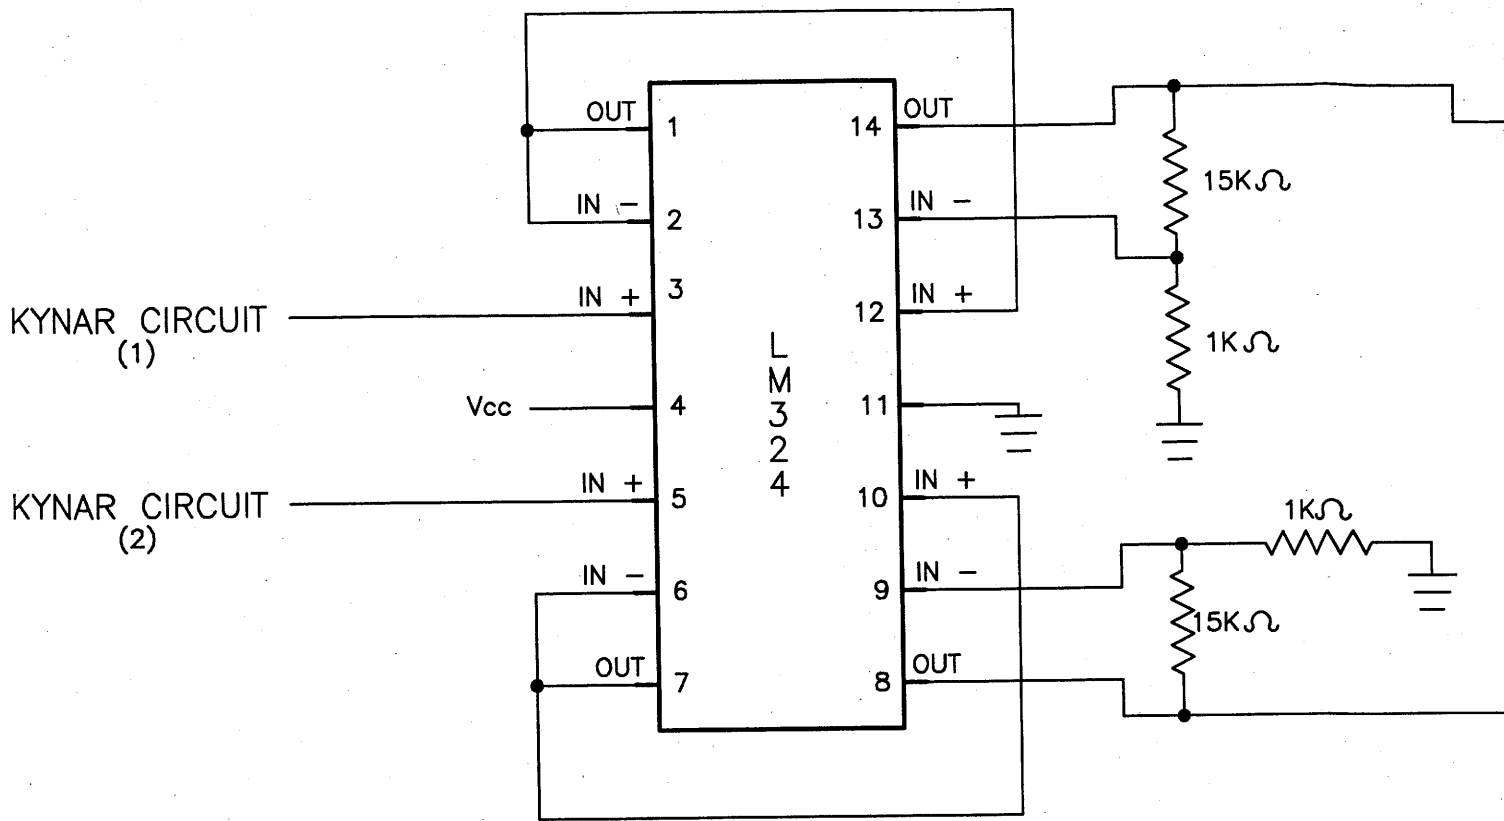 OUT 1
IN - 2
KYNAR CIRCUIT
(1)
IN + 3
Vcc 4
KYNAR CIRCUIT
(2)
IN + 5
IN - 6
OUT 7
L
M
3
2
4
14 OUT
13 IN -
12 IN +
11
10 IN +
9 IN -
8 OUT
15KΩ
1KΩ
1KΩ
15KΩ